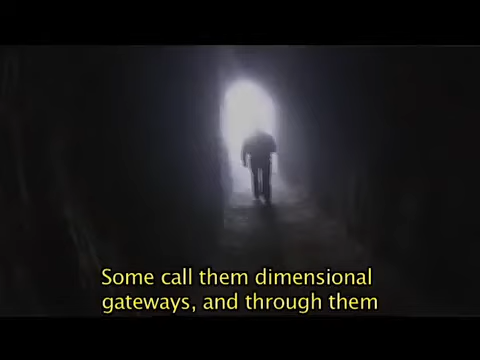 Some call them dimensional
gateways, and through them